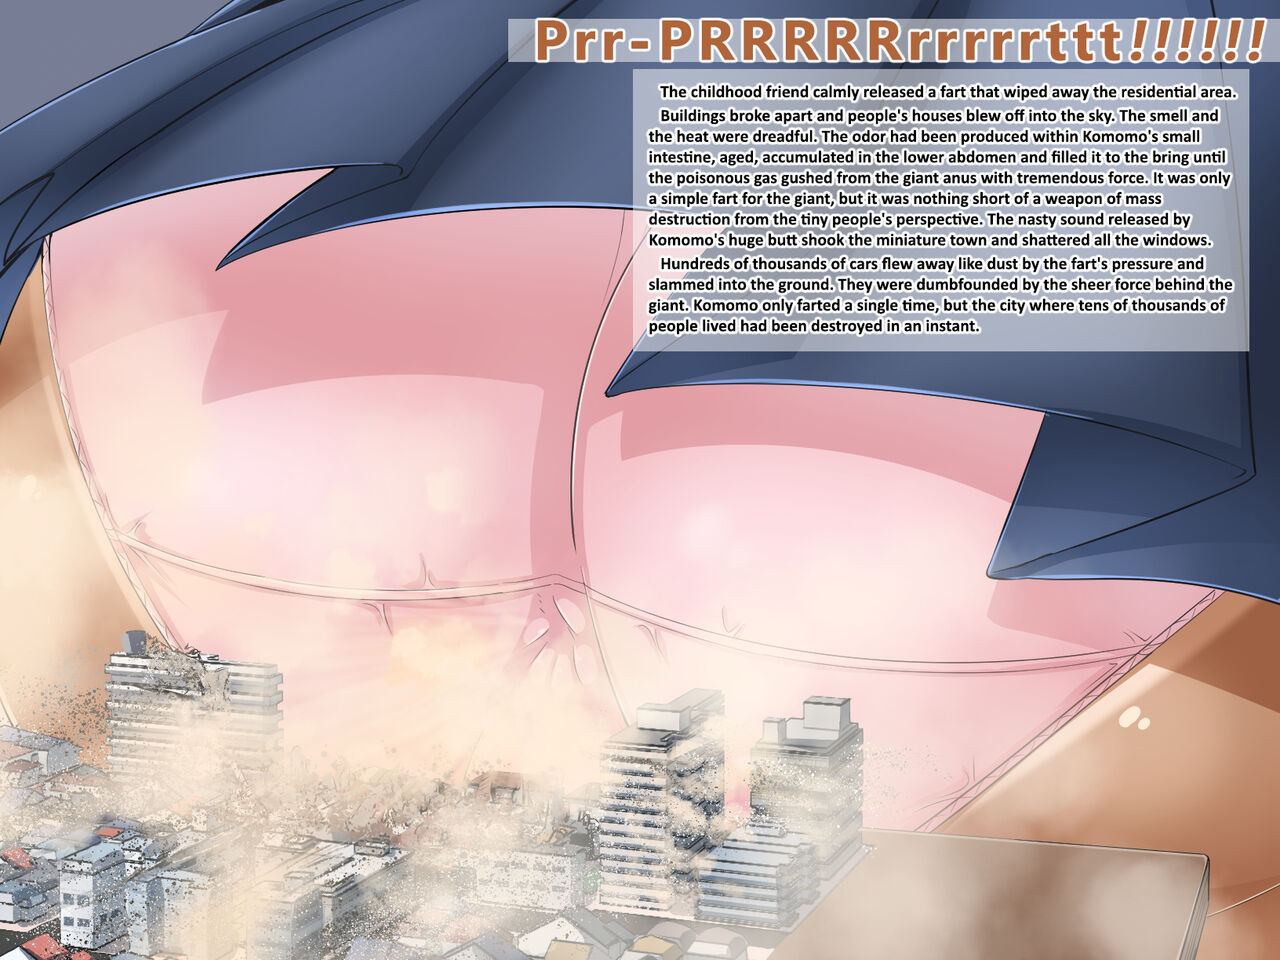 Prr-PRRRRRrrrrrrttt!!!!!!
The childhood friend calmly released a fart that wiped away the residential area.
Buildings broke apart and people's houses blew off into the sky. The smell and
the heat were dreadful. The odor had been produced within Komomo's small
intestine, aged, accumulated in the lower abdomen and filled it to the bring until
the poisonous gas gushed from the giant anus with tremendous force. It was only
a simple fart for the giant, but it was nothing short of a weapon of mass
destruction from the tiny people's perspective. The nasty sound released by
Komomo's huge butt shook the miniature town and shattered all the windows.
Hundreds of thousands of cars flew away like dust by the fart's pressure and
slammed into the ground. They were dumbfounded by the sheer force behind the
giant. Komomo only farted a single time, but the city where tens of thousands of
people lived had been destroyed in an instant.